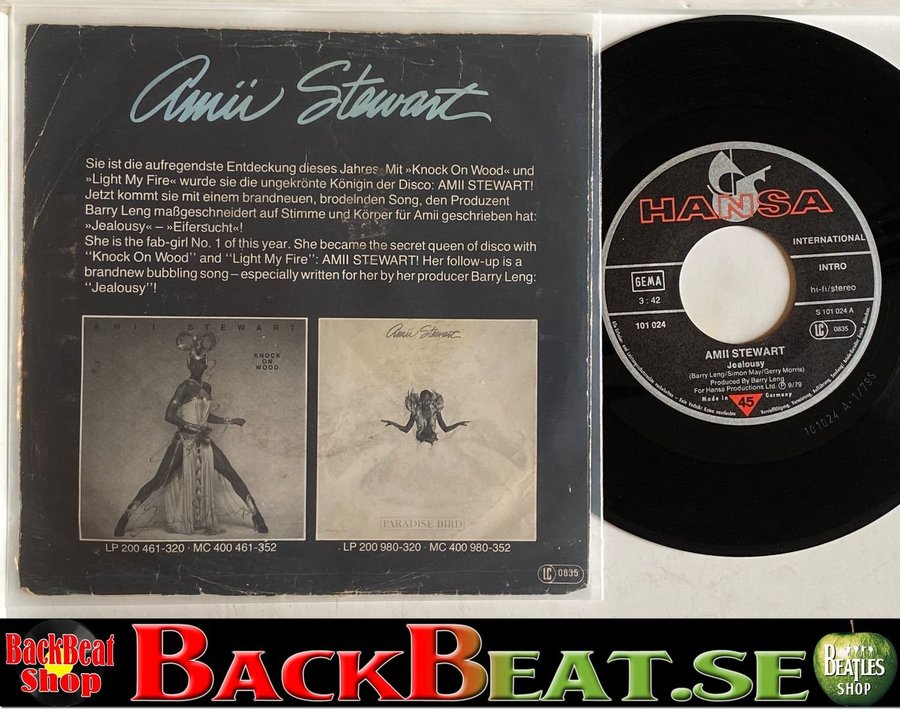 Amii Stewart
Sie ist die aufregendste Entdeckung dieses Jahres. Mit »Knock On Wood« und
»Light My Fire« wurde sie die ungekrönte Königin der Disco: AMII STEWART!
Jetzt kommt sie mit einem brandneuen, brodelnden Song, den Produzent
Barry Leng maßgeschneidert auf Stimme und Körper für Amii geschrieben hat:
»Jealousy« – »Eifersucht«!
She is the fab-girl No. 1 of this year. She became the secret queen of disco with
“Knock On Wood” and “Light My Fire”: AMII STEWART! Her follow-up is a
brandnew bubbling song – especially written for her by her producer Barry Leng:
“Jealousy”!
AMII STEWART
KNOCK
ON
WOOD
LP 200 461-320 · MC 400 461-352
Amii Stewart
PARADISE BIRD
LP 200 980-320 · MC 400 980-352
LC 0835
HANSA
INTERNATIONAL
GEMA
3:42
101 024
INTRO
hi-fi/stereo
S 101 024 A
LC 0835
AMII STEWART
Jealousy
(Barry Leng/Simon May/Gerry Morris)
Produced By Barry Leng
For Hansa Productions Ltd. Ⓟ 9/79
Made in 45 Germany
101024 A-1/79S
BackBeat
Shop
BACKBEAT.SE
BEATLES
SHOP